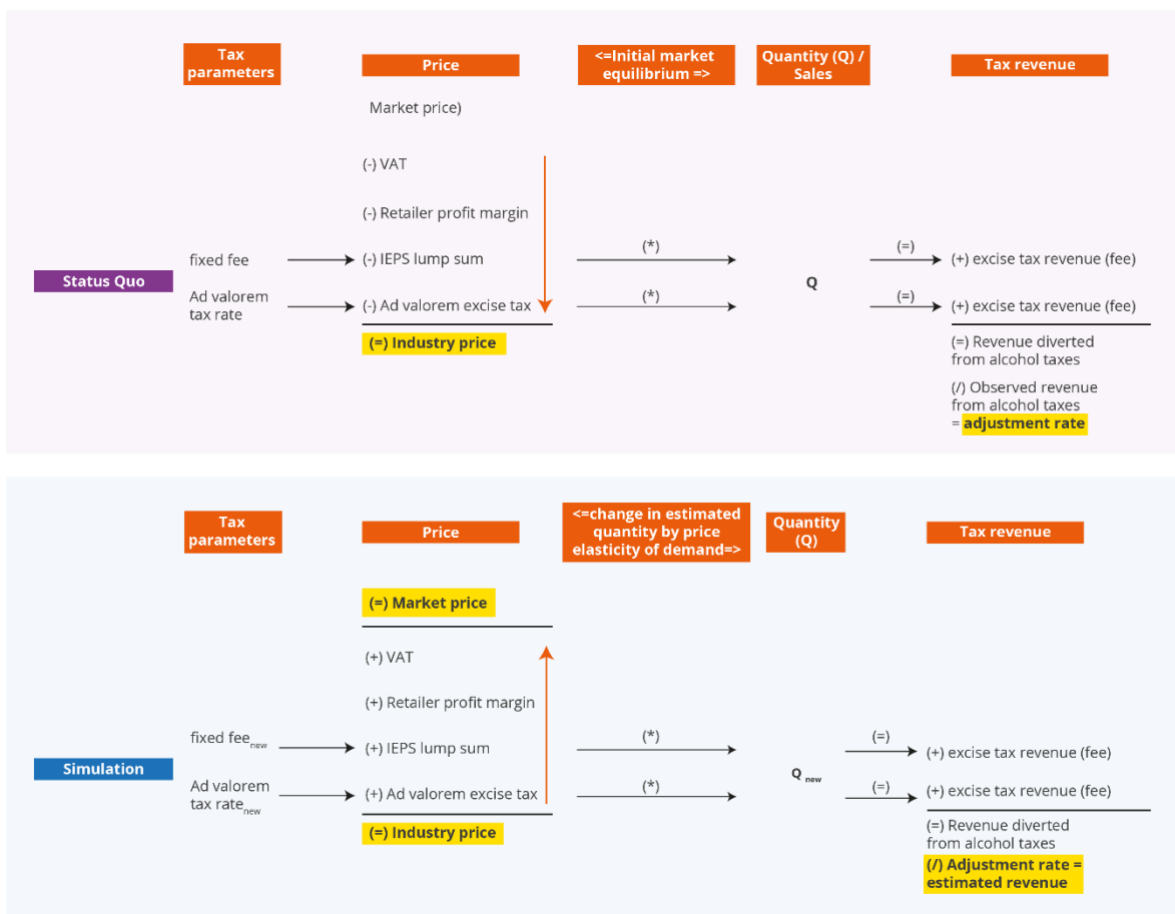 Tax
parameters
Price
<=Initial market
equilibrium =>
Quantity (Q) /
Sales
Tax revenue
Market price)
(-) VAT
(-) Retailer profit margin
Status Quo
fixed fee
(-) IEPS lump sum
(*)
(=)
(+) excise tax revenue (fee)
Q
Ad valorem
tax rate
(-) Ad valorem excise tax
(*)
(=)
(+) excise tax revenue (fee)
(=) Industry price
(=) Revenue diverted
from alcohol taxes
(/) Observed revenue
from alcohol taxes
= adjustment rate
Tax
parameters
Price
<=change in estimated
quantity by price
elasticity of demand=>
Quantity
(Q)
Tax revenue
(=) Market price
(+) VAT
(+) Retailer profit margin
Simulation
fixed fee new
(+) IEPS lump sum
(*)
(=)
(+) excise tax revenue (fee)
Q new
Ad valorem
tax rate new
(+) Ad valorem excise tax
(*)
(=)
(+) excise tax revenue (fee)
(=) Industry price
(=) Revenue diverted
from alcohol taxes
(/) Adjustment rate =
estimated revenue